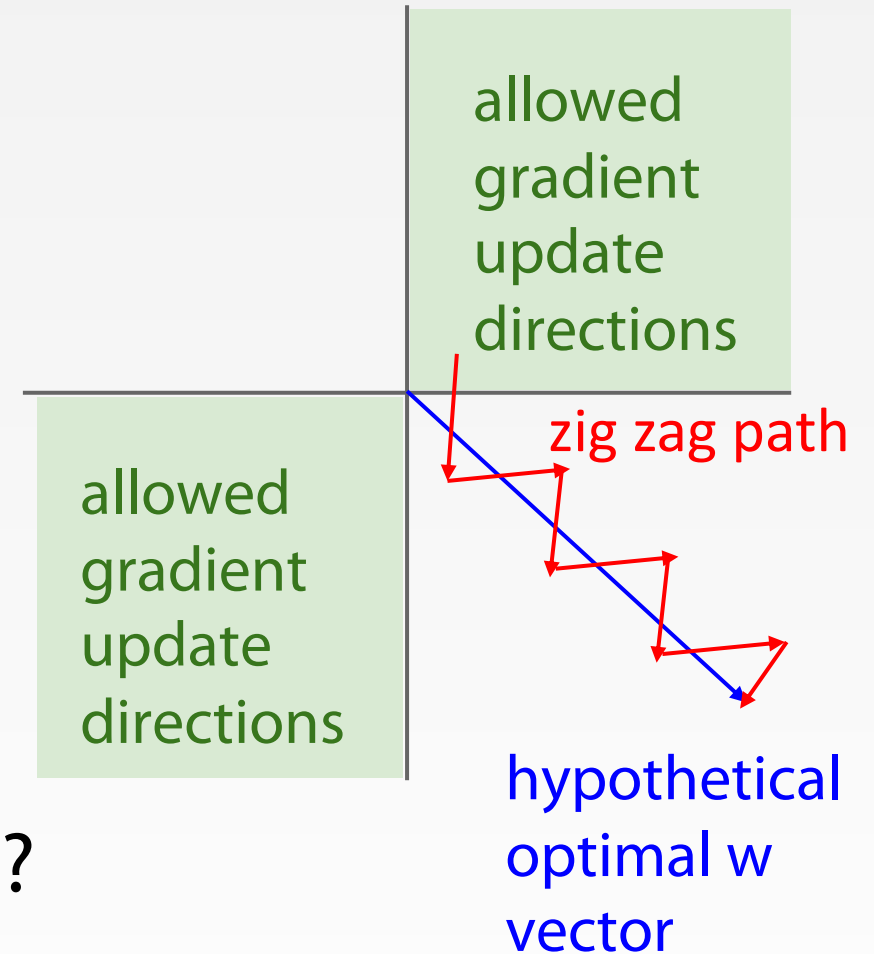 allowed
gradient
update
directions
zig zag path
allowed
gradient
update
directions
hypothetical
optimal w
vector
?